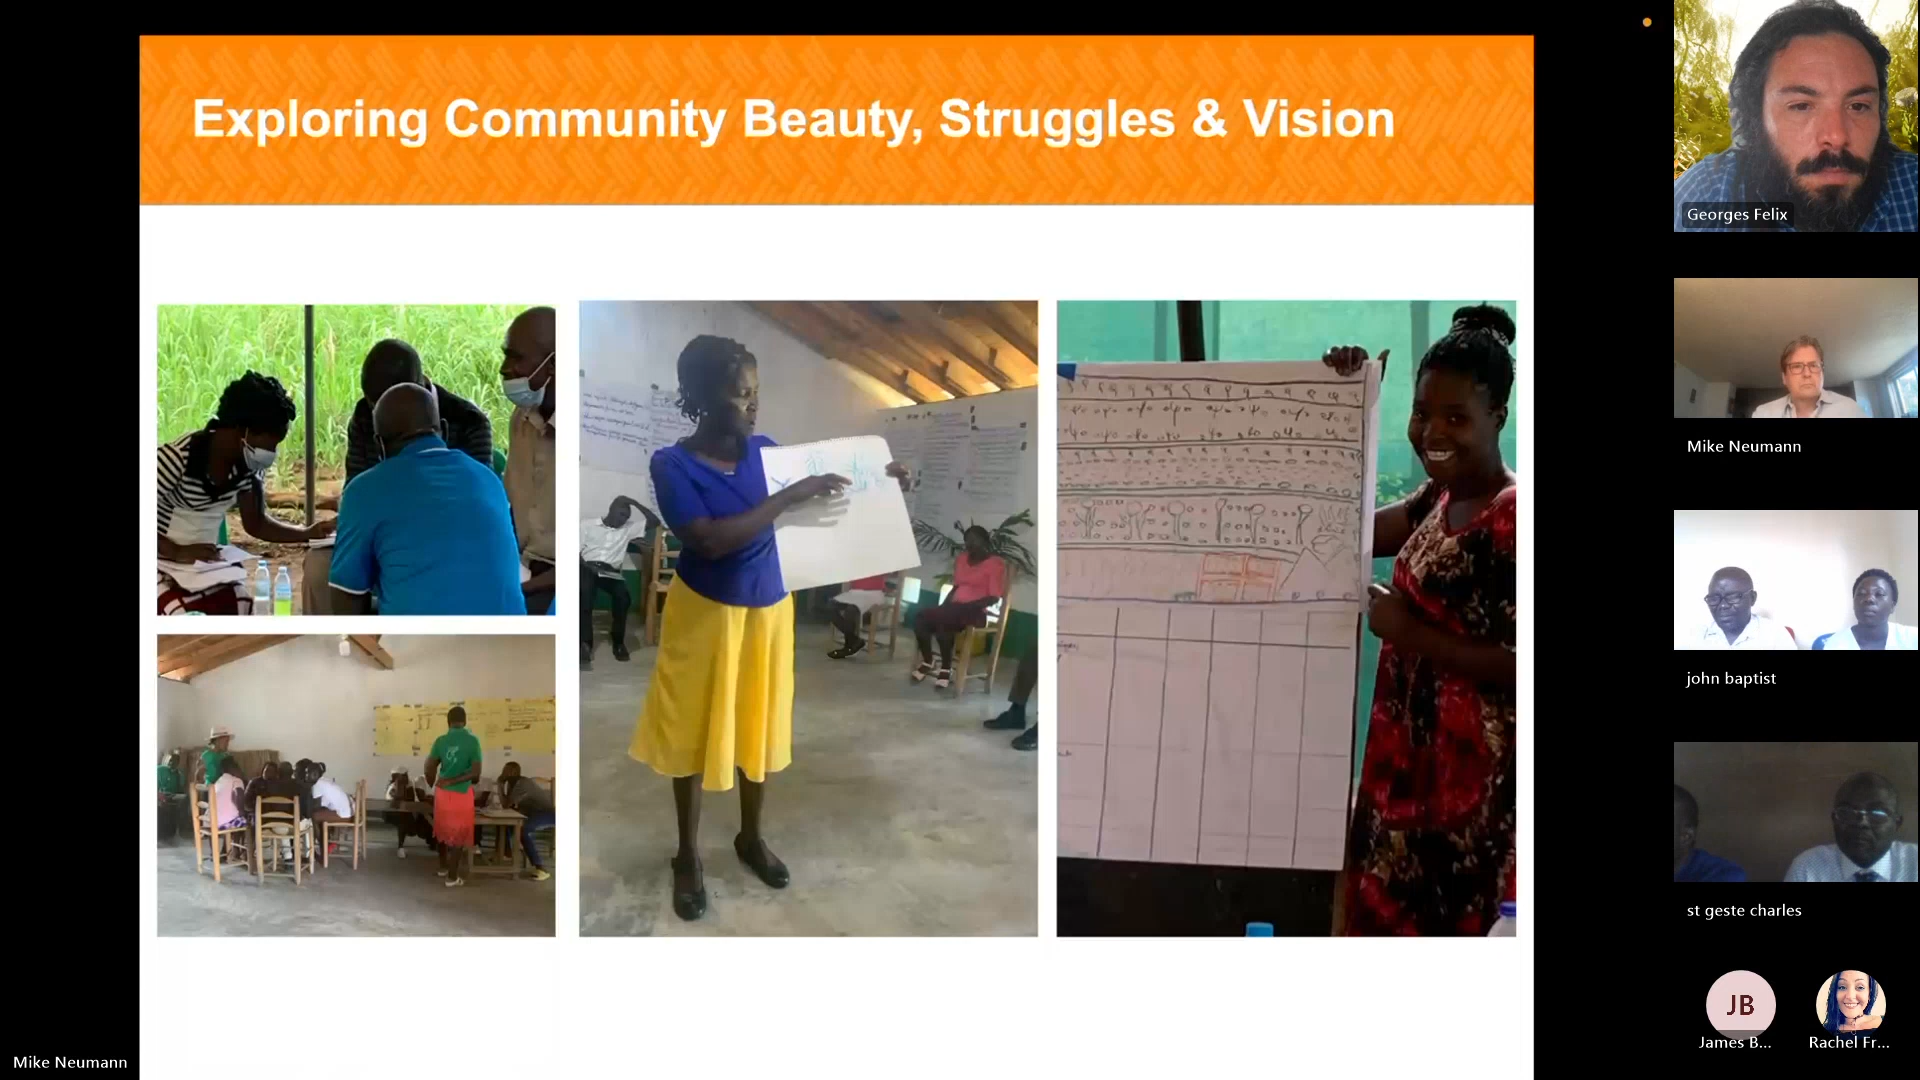 Exploring Community Beauty, Struggles & Vision
Georges Felix
Mike Neumann
john baptist
st geste charles
JB
James B...
Rachel Fr...
Mike Neumann